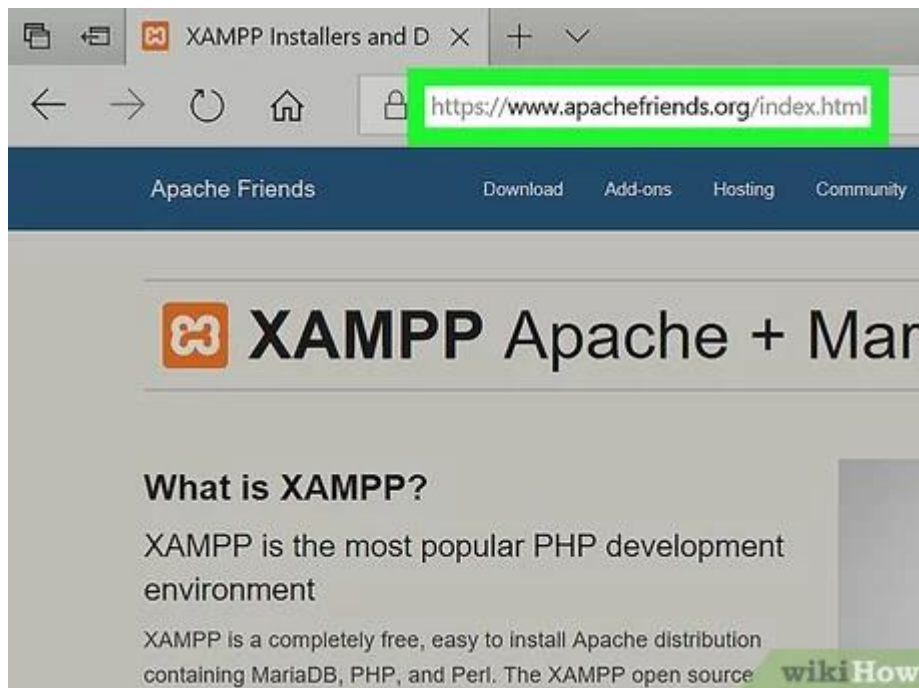 XAMPP Installers and D
https://www.apachefriends.org/index.html
Apache Friends Download Add-ons Hosting Community
XAMPP Apache + Mar
What is XAMPP?
XAMPP is the most popular PHP development
environment
XAMPP is a completely free, easy to install Apache distribution
containing MariaDB, PHP, and Perl. The XAMPP open source
wikiHow